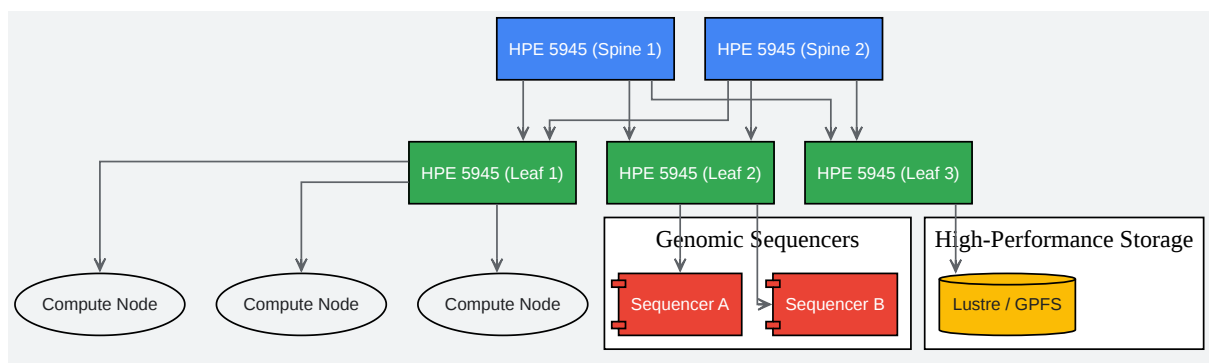 HPE 5945 (Spine 1)
HPE 5945 (Spine 2)
HPE 5945 (Leaf 1)
HPE 5945 (Leaf 2)
HPE 5945 (Leaf 3)
Genomic Sequencers
High-Performance Storage
Compute Node
Compute Node
Compute Node
Sequencer A
Sequencer B
Lustre / GPFS